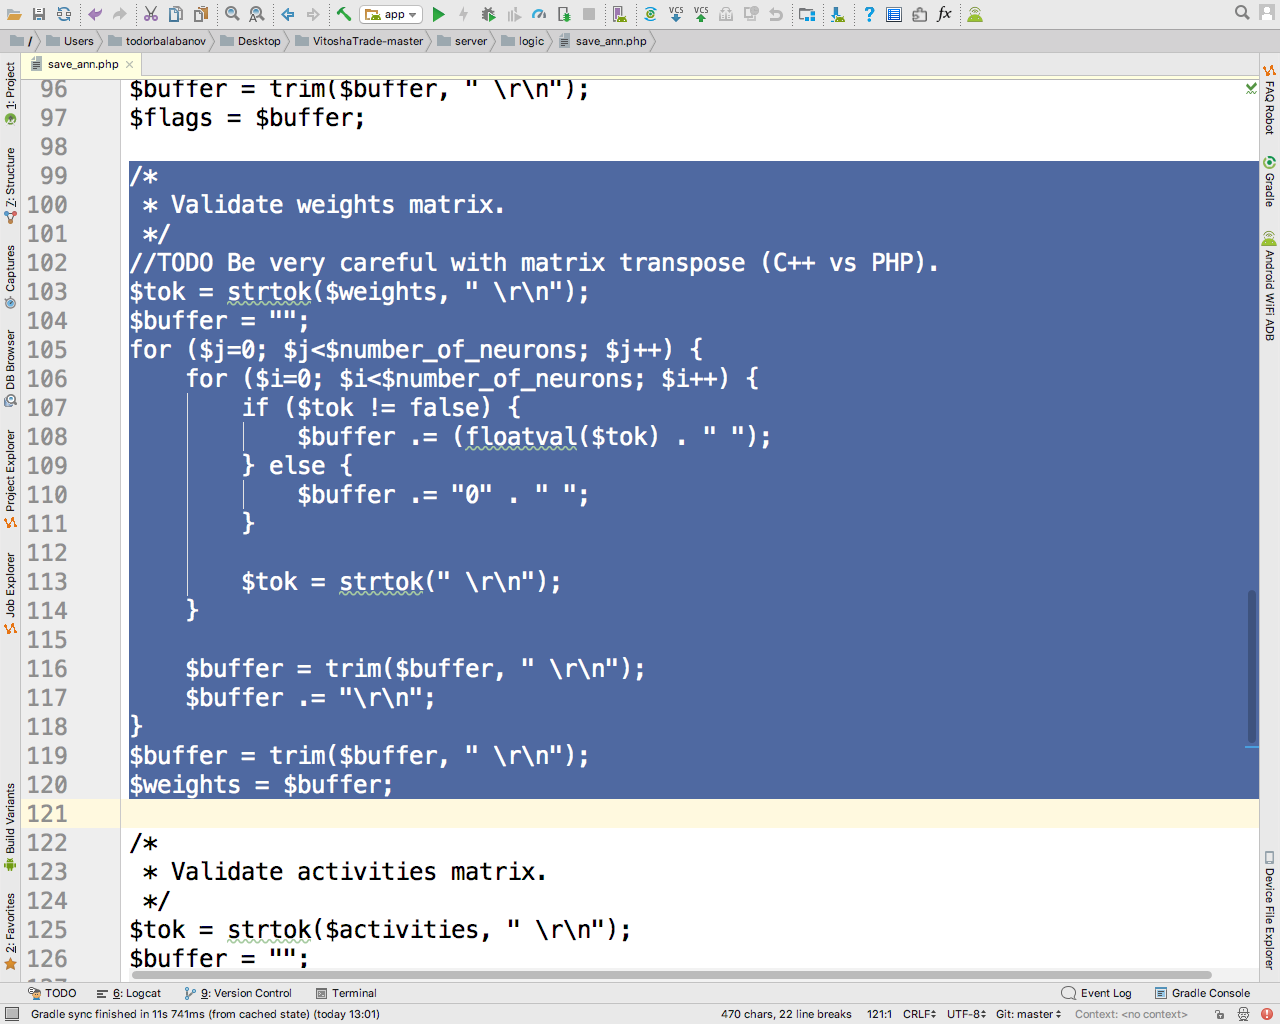 app
VCS
VCS
fx
/
Users
todorbalabanov
Desktop
VitoshaTrade-master
server
logic
save_ann.php
save_ann.php
1: Project
Z: Structure
Captures
DB Browser
Project Explorer
Job Explorer
Build Variants
2: Favorites
96 $buffer = trim($buffer, " \r\n");
97 $flags = $buffer;
98
99 /*
100  * Validate weights matrix.
101  */
102 //TODO Be very careful with matrix transpose (C++ vs PHP).
103 $tok = strtok($weights, " \r\n");
104 $buffer = "";
105 for ($j=0; $j<$number_of_neurons; $j++) {
106     for ($i=0; $i<$number_of_neurons; $i++) {
107         if ($tok != false) {
108             $buffer .= (floatval($tok) . " ");
109         } else {
110             $buffer .= "0" . " ";
111         }
112
113         $tok = strtok(" \r\n");
114     }
115
116     $buffer = trim($buffer, " \r\n");
117     $buffer .= "\r\n";
118 }
119 $buffer = trim($buffer, " \r\n");
120 $weights = $buffer;
121
122 /*
123  * Validate activities matrix.
124  */
125 $tok = strtok($activities, " \r\n");
126 $buffer = "";
127
FAQ Robot
Gradle
Android WiFi ADB
Device File Explorer
TODO
6: Logcat
9: Version Control
Terminal
Event Log
Gradle Console
Gradle sync finished in 11s 741ms (from cached state) (today 13:01)
470 chars, 22 line breaks
121:1
CRLF
UTF-8
Git: master
Context: <no context>